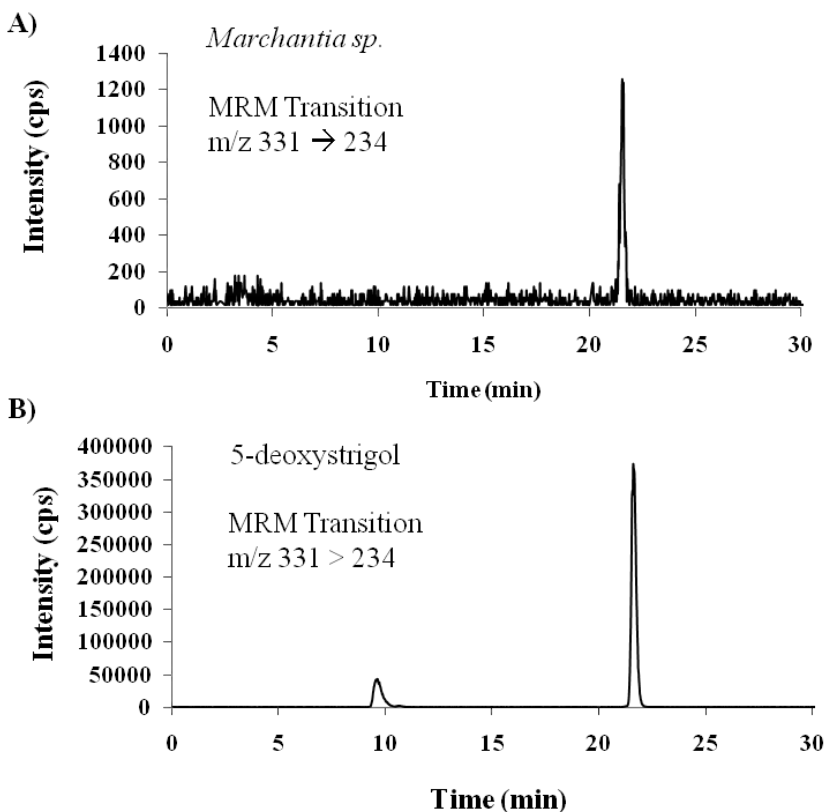 A)
Marchantia sp.
MRM Transition
m/z 331 → 234
Intensity (cps)
1400
1200
1000
800
600
400
200
0
0 5 10 15 20 25 30
Time (min)
B)
5-deoxystrigol
MRM Transition
m/z 331 > 234
Intensity (cps)
400000
350000
300000
250000
200000
150000
100000
50000
0
0 5 10 15 20 25 30
Time (min)